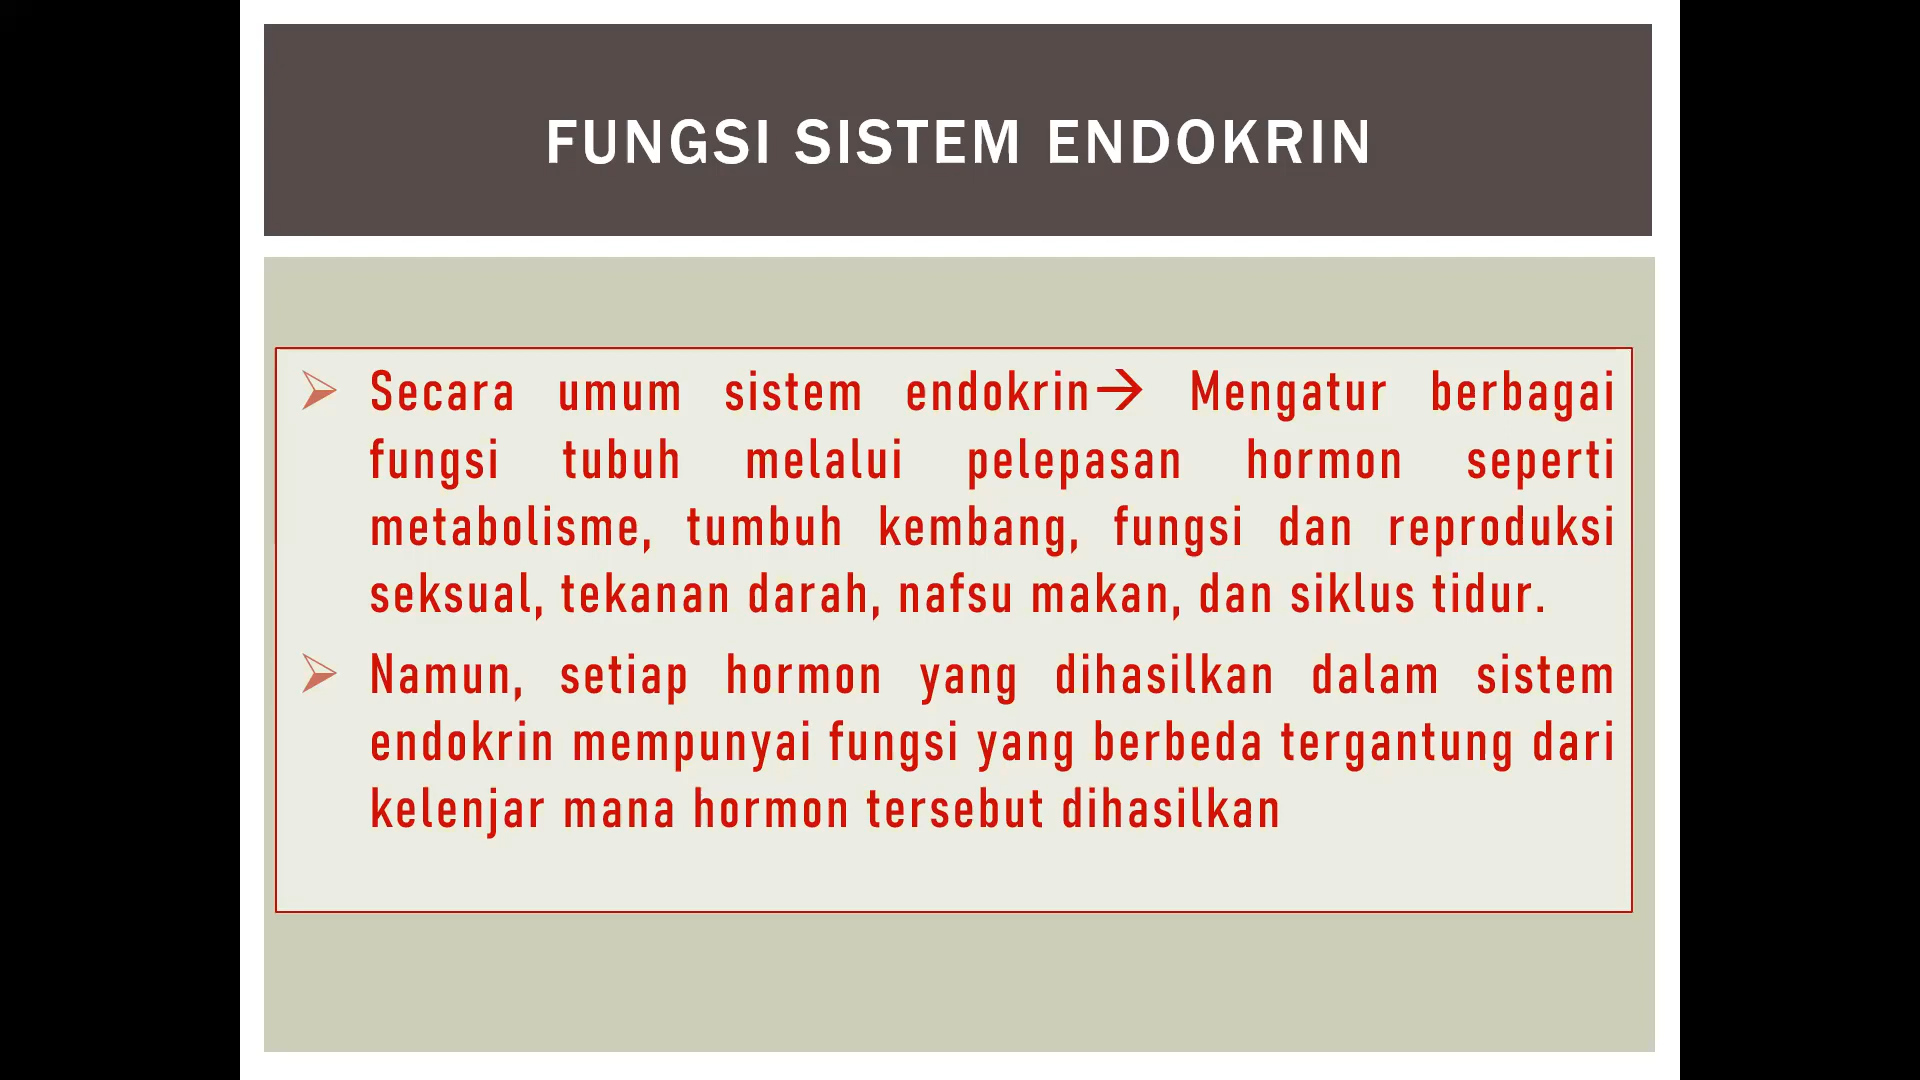 FUNGSI SISTEM ENDOKRIN
➢ Secara umum sistem endokrin→ Mengatur berbagai
fungsi tubuh melalui pelepasan hormon seperti
metabolisme, tumbuh kembang, fungsi dan reproduksi
seksual, tekanan darah, nafsu makan, dan siklus tidur.
➢ Namun, setiap hormon yang dihasilkan dalam sistem
endokrin mempunyai fungsi yang berbeda tergantung dari
kelenjar mana hormon tersebut dihasilkan